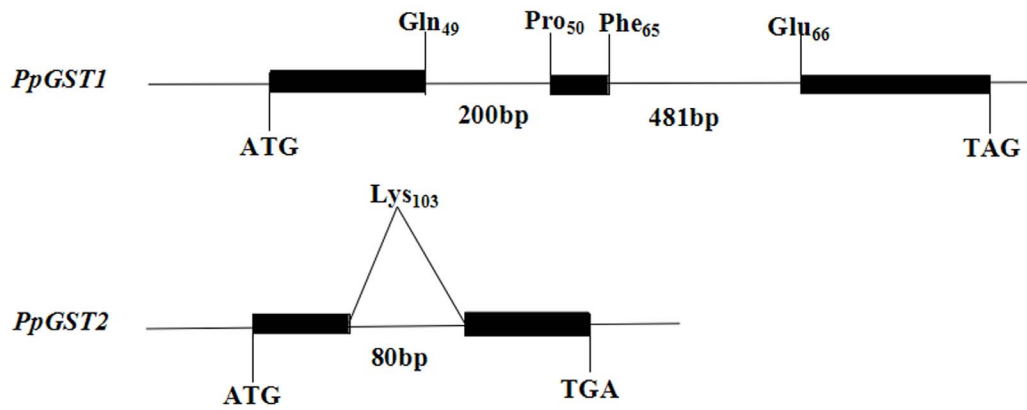 Gln49 Pro50 Phe65 Glu66
PpGST1
200bp 481bp
ATG TAG
Lys103
PpGST2
80bp
ATG TGA